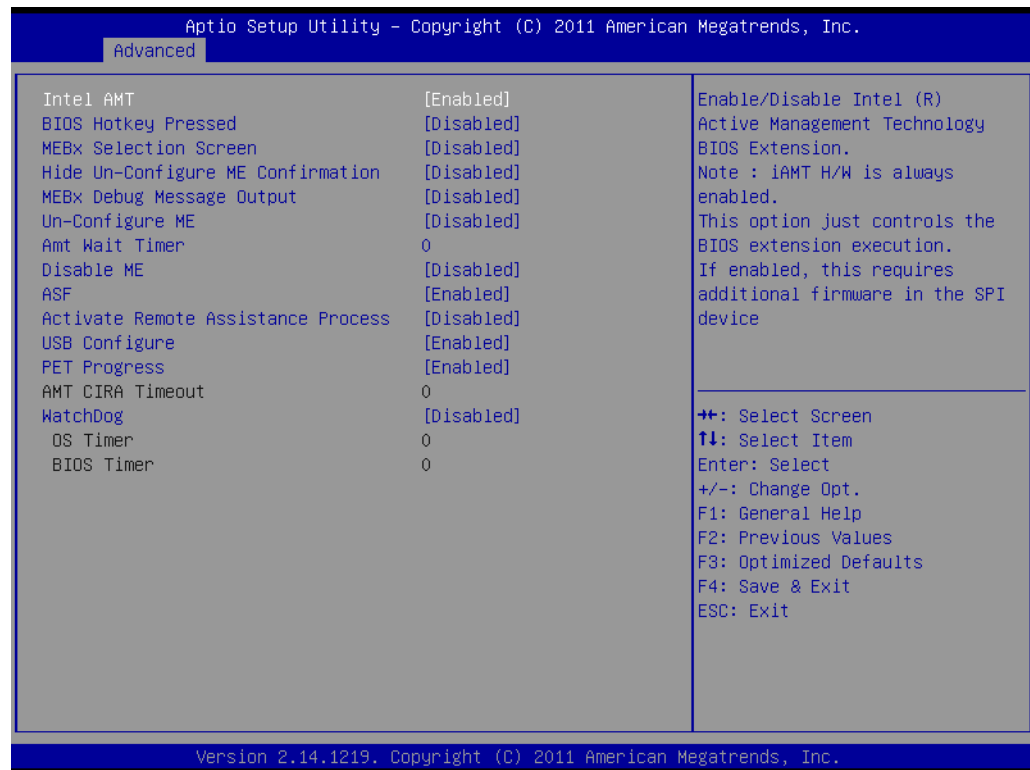 Aptio Setup Utility – Copyright (C) 2011 American Megatrends, Inc.
Advanced
Intel AMT [Enabled]
BIOS Hotkey Pressed [Disabled]
MEBx Selection Screen [Disabled]
Hide Un-Configure ME Confirmation [Disabled]
MEBx Debug Message Output [Disabled]
Un-Configure ME [Disabled]
Amt Wait Timer 0
Disable ME [Disabled]
ASF [Enabled]
Activate Remote Assistance Process [Disabled]
USB Configure [Enabled]
PET Progress [Enabled]
AMT CIRA Timeout 0
WatchDog [Disabled]
OS Timer 0
BIOS Timer 0
Enable/Disable Intel (R)
Active Management Technology
BIOS Extension.
Note : iAMT H/W is always
enabled.
This option just controls the
BIOS extension execution.
If enabled, this requires
additional firmware in the SPI
device
→←: Select Screen
↑↓: Select Item
Enter: Select
+/-: Change Opt.
F1: General Help
F2: Previous Values
F3: Optimized Defaults
F4: Save & Exit
ESC: Exit
Version 2.14.1219. Copyright (C) 2011 American Megatrends, Inc.